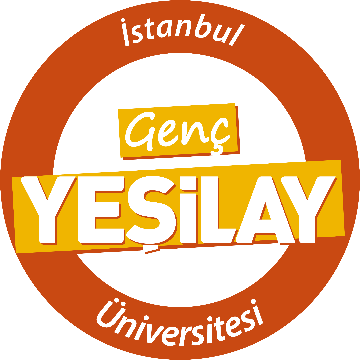 İstanbul
Genç
YEŞİLAY
Üniversitesi